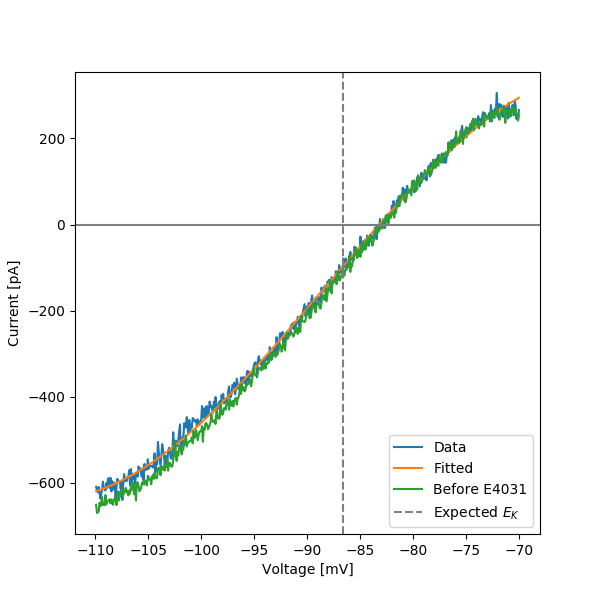 200
0
−200
−400
−600
−110
−105
−100
−95
−90
−85
−80
−75
−70
Current [pA]
Voltage [mV]
Data
Fitted
Before E4031
Expected E_K